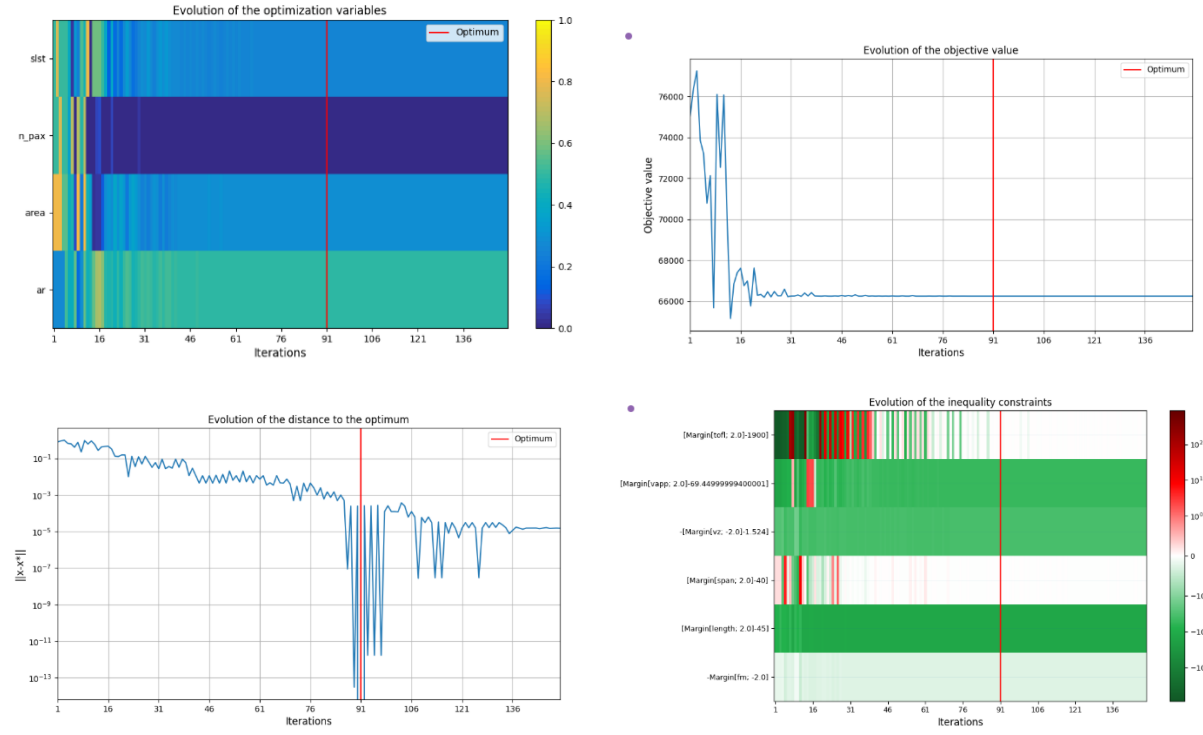 Evolution of the optimization variables
Optimum
slst
n_pax
area
ar
1 16 31 46 61 76 91 106 121 136
Iterations
1.0
0.8
0.6
0.4
0.2
0.0
Evolution of the objective value
Optimum
76000
74000
72000
70000
68000
66000
Objective value
1 16 31 46 61 76 91 106 121 136
Iterations
Evolution of the distance to the optimum
Optimum
10⁻¹
10⁻³
10⁻⁵
10⁻⁷
10⁻⁹
10⁻¹¹
10⁻¹³
||x-x*||
1 16 31 46 61 76 91 106 121 136
Iterations
Evolution of the inequality constraints
[Margin[tofl; 2.0]-1900]
[Margin[vapp; 2.0]-69.44999999400001]
-[Margin[vz; -2.0]-1.524]
[Margin[span; 2.0]-40]
[Margin[length; 2.0]-45]
-Margin[fm; -2.0]
1 16 31 46 61 76 91 106 121 136
Iterations
10²
10¹
10⁰
0
−10
−10
−10